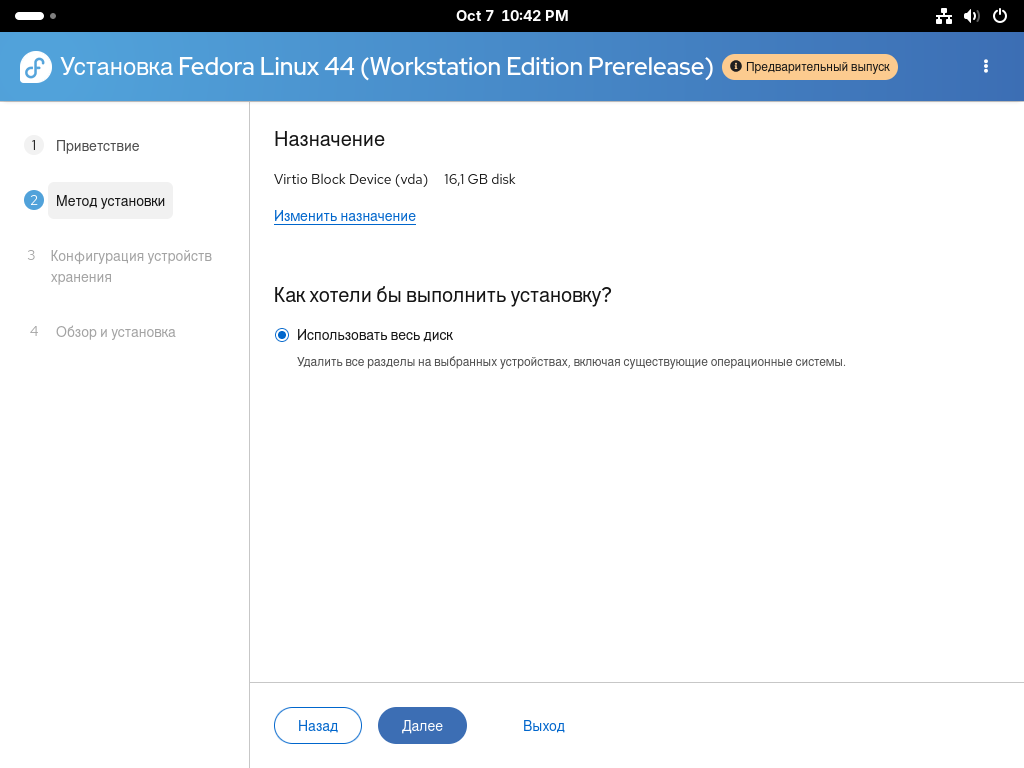 Oct 7 10:42 PM
Установка Fedora Linux 44 (Workstation Edition Prerelease)
Предварительный выпуск
1 Приветствие
2 Метод установки
3 Конфигурация устройств
хранения
4 Обзор и установка
Назначение
Virtio Block Device (vda) 16,1 GB disk
Изменить назначение
Как хотели бы выполнить установку?
Использовать весь диск
Удалить все разделы на выбранных устройствах, включая существующие операционные системы.
Назад Далее Выход